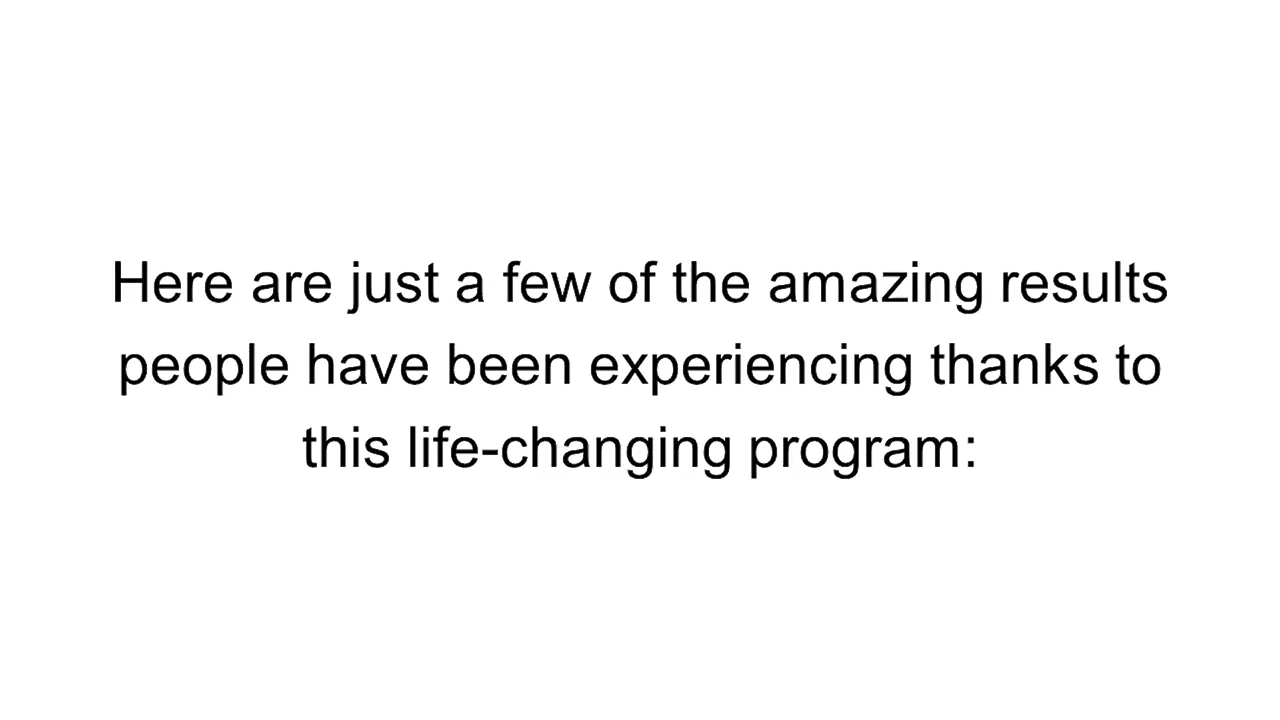 Here are just a few of the amazing results
people have been experiencing thanks to
this life-changing program: